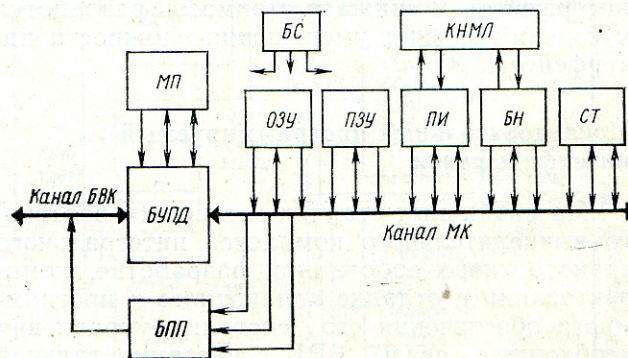 БС
КНМЛ
МП
ОЗУ
ПЗУ
ПИ
БН
СТ
Канал БВК
БУПД
Канал МК
БПП